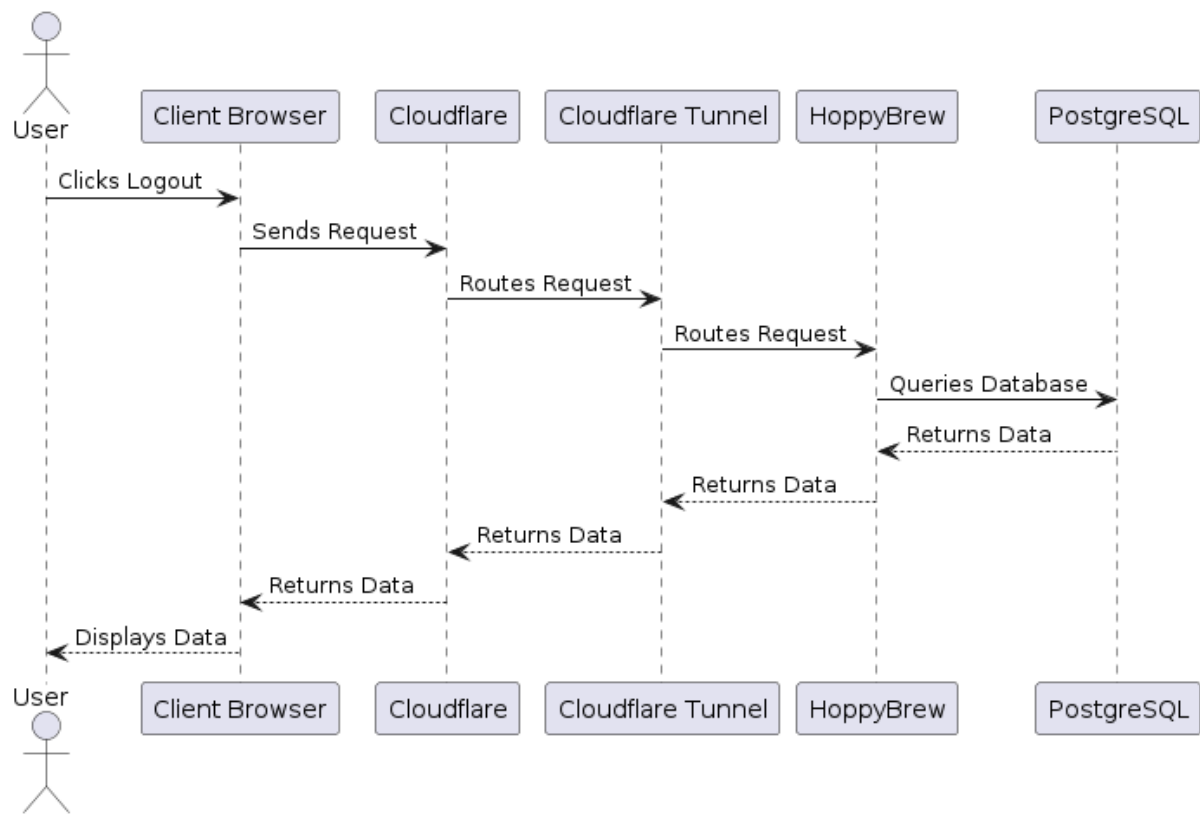 User
Client Browser
Cloudflare
Cloudflare Tunnel
HoppyBrew
PostgreSQL
Clicks Logout
Sends Request
Routes Request
Routes Request
Queries Database
Returns Data
Returns Data
Returns Data
Returns Data
Displays Data
User
Client Browser
Cloudflare
Cloudflare Tunnel
HoppyBrew
PostgreSQL